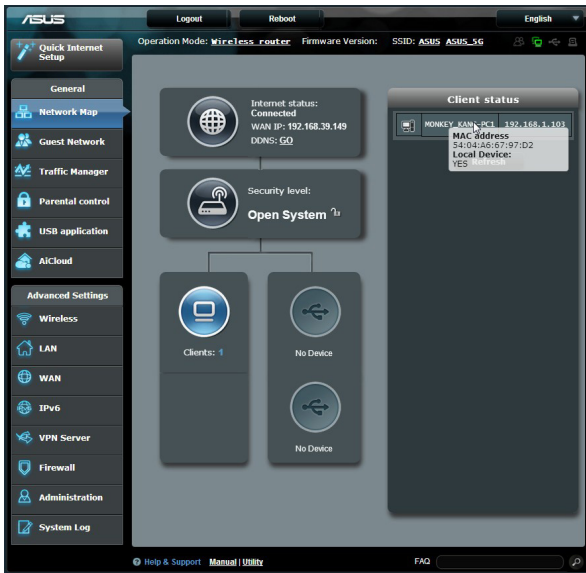 ASUS
Logout
Reboot
English
Quick Internet
Setup
Operation Mode: Wireless router Firmware Version: SSID: ASUS ASUS_5G
General
Network Map
Guest Network
Traffic Manager
Parental control
USB application
AiCloud
Advanced Settings
Wireless
LAN
WAN
IPv6
VPN Server
Firewall
Administration
System Log
Internet status:
Connected
WAN IP: 192.168.39.149
DDNS: GO
Security level:
Open System
Clients: 1
No Device
No Device
Client status
192.168.1.103
MAC address
54:04:A6:67:97:D2
Local Device:
YES
Help & Support Manual | Utility
FAQ